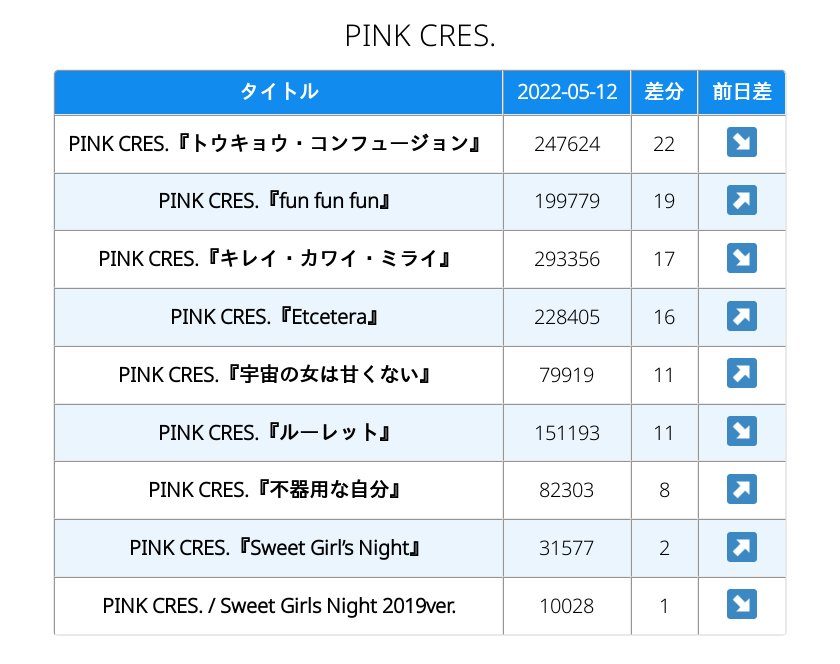 PINK CRES.
タイトル 2022-05-12 差分 前日差
PINK CRES.『トウキョウ・コンフュージョン』 247624 22 ↘
PINK CRES.『fun fun fun』 199779 19 ↗
PINK CRES.『キレイ・カワイ・ミライ』 293356 17 ↘
PINK CRES.『Etcetera』 228405 16 ↗
PINK CRES.『宇宙の女は甘くない』 79919 11 ↗
PINK CRES.『ルーレット』 151193 11 ↘
PINK CRES.『不器用な自分』 82303 8 ↗
PINK CRES.『Sweet Girl’s Night』 31577 2 ↗
PINK CRES. / Sweet Girls Night 2019ver. 10028 1 ↘